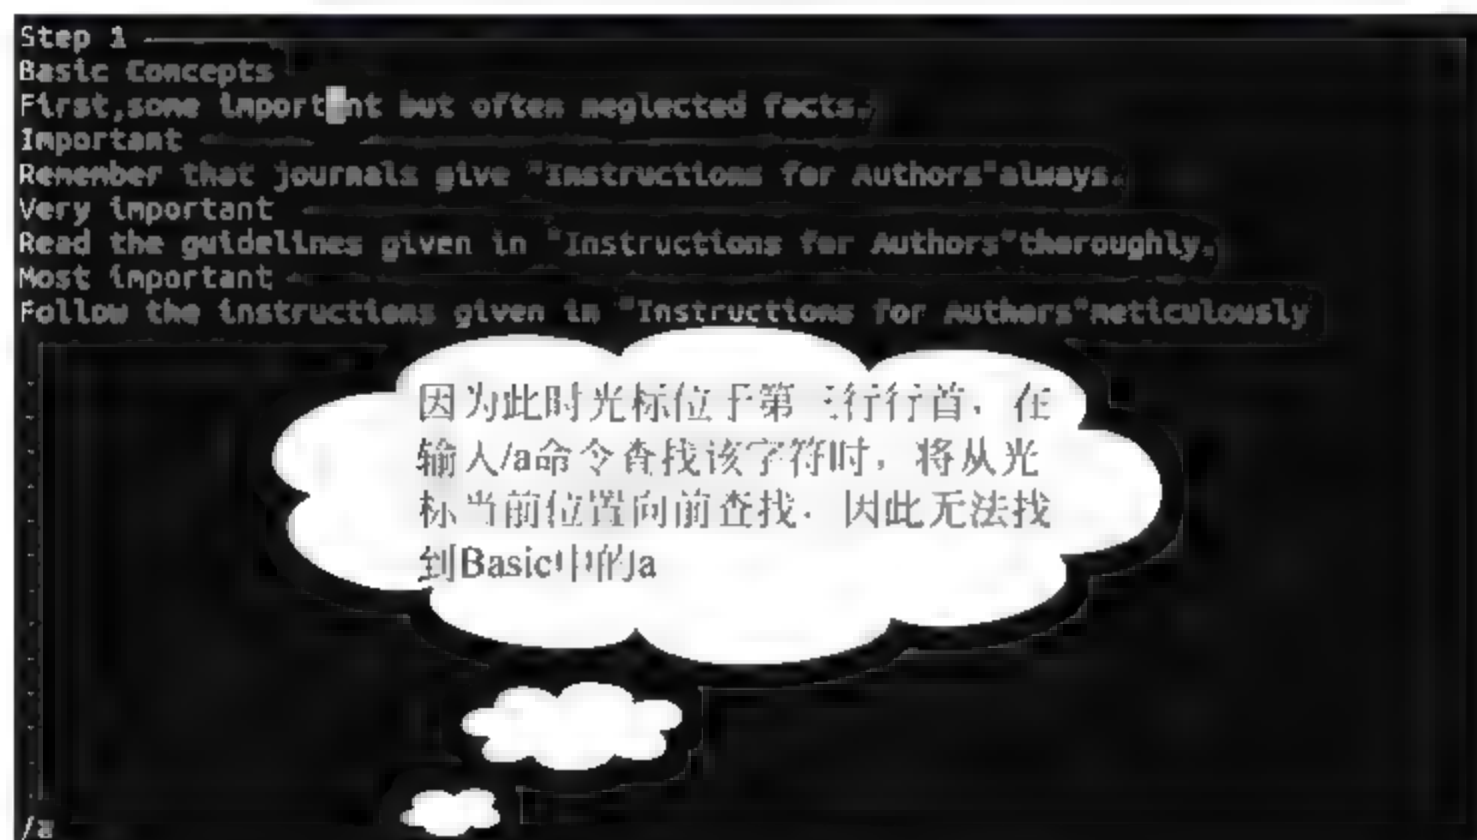 Step 1
Basic Concepts
First,some important but often neglected facts.
Important
Remember that journals give "Instructions for Authors"always.
Very important
Read the guidelines given in "Instructions for Authors"thoroughly.
Most important
Follow the instructions given in "Instructions for Authors"meticulously
因为此时光标位于第三行行首，在
输入/a命令查找该字符时，将从光
标当前位置向前查找，因此无法找
到Basic中的a
/a